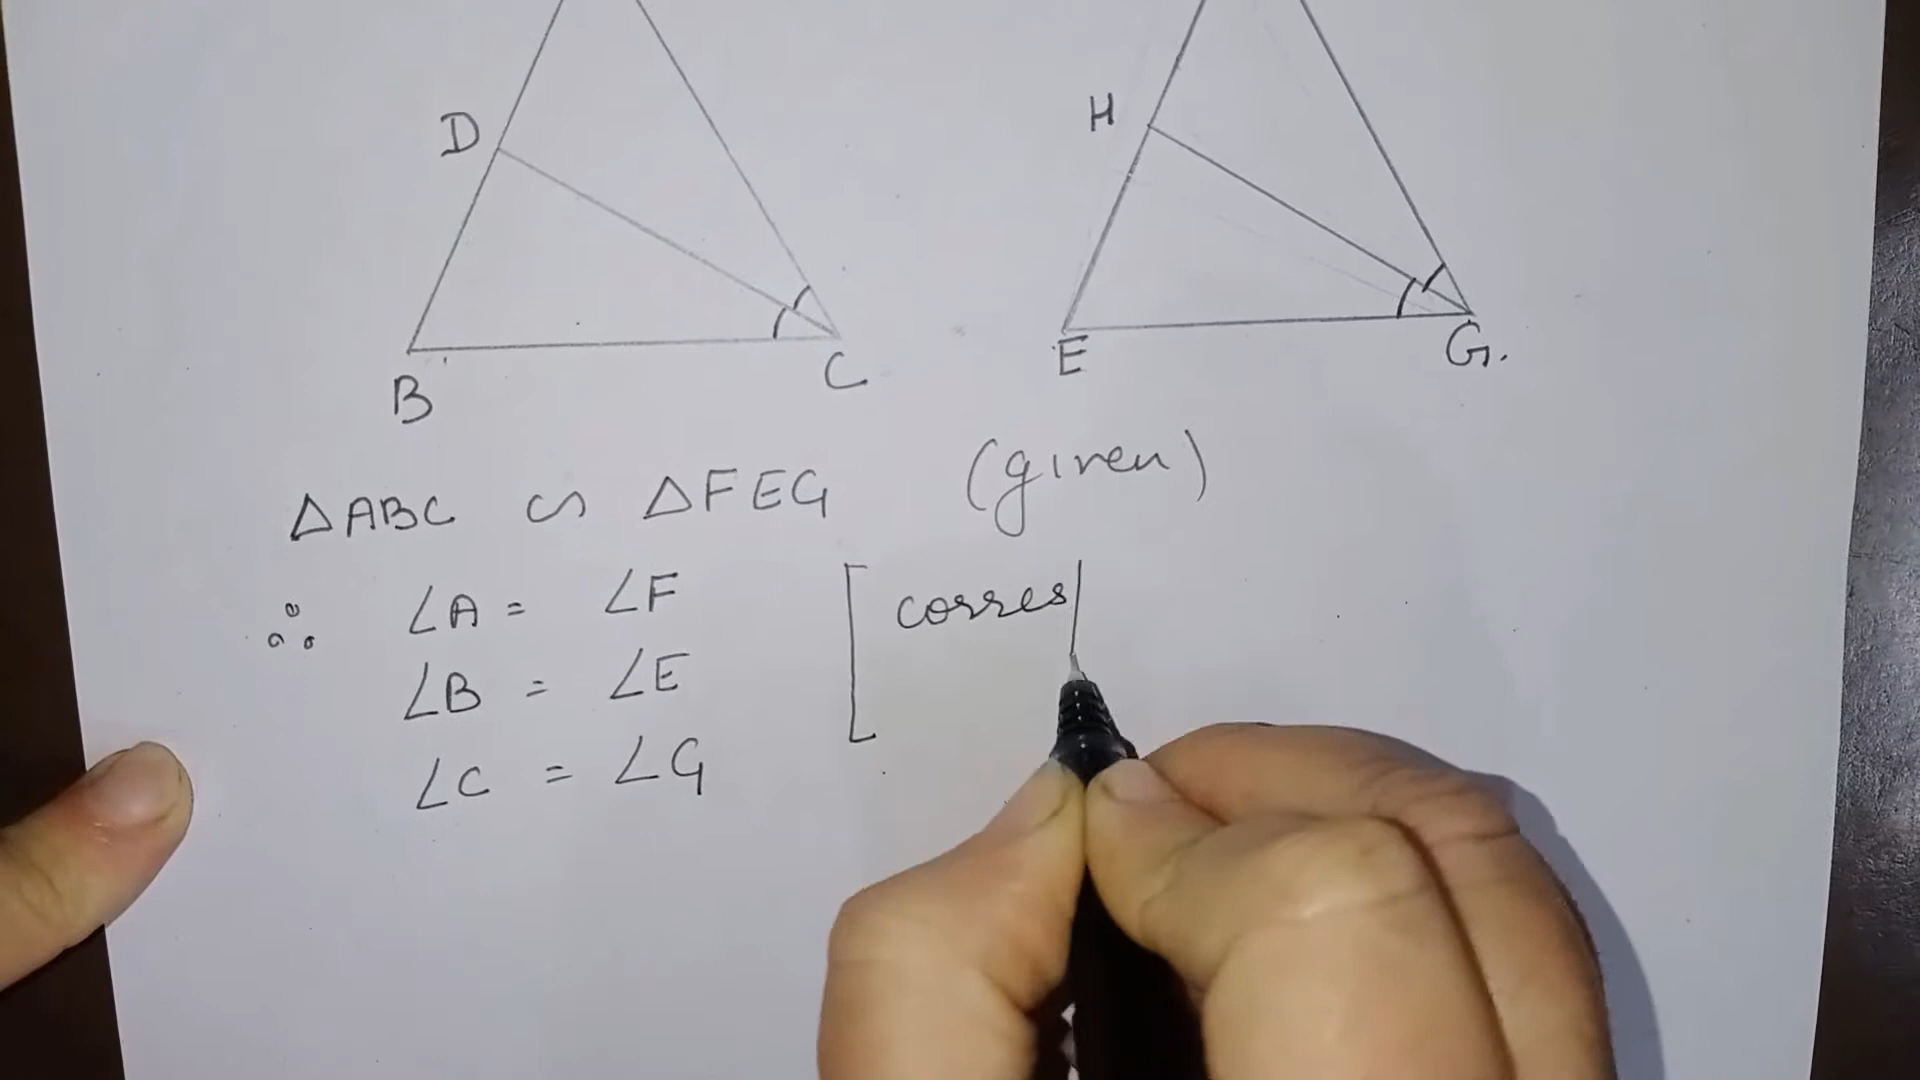 D
H
B
C
E
G.
△ABC ∽ △FEG (given)
∴ ∠A = ∠F [corres
∠B = ∠E
∠C = ∠G